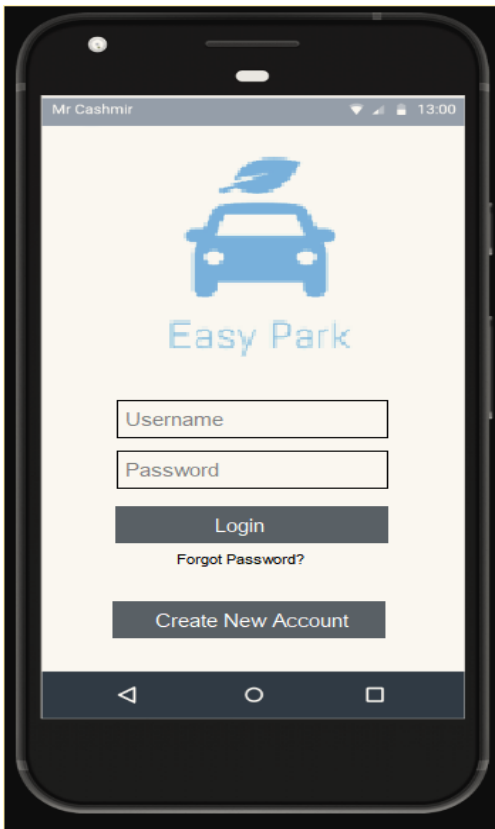 Mr Cashmir 13:00
Easy Park
Username
Password
Login
Forgot Password?
Create New Account